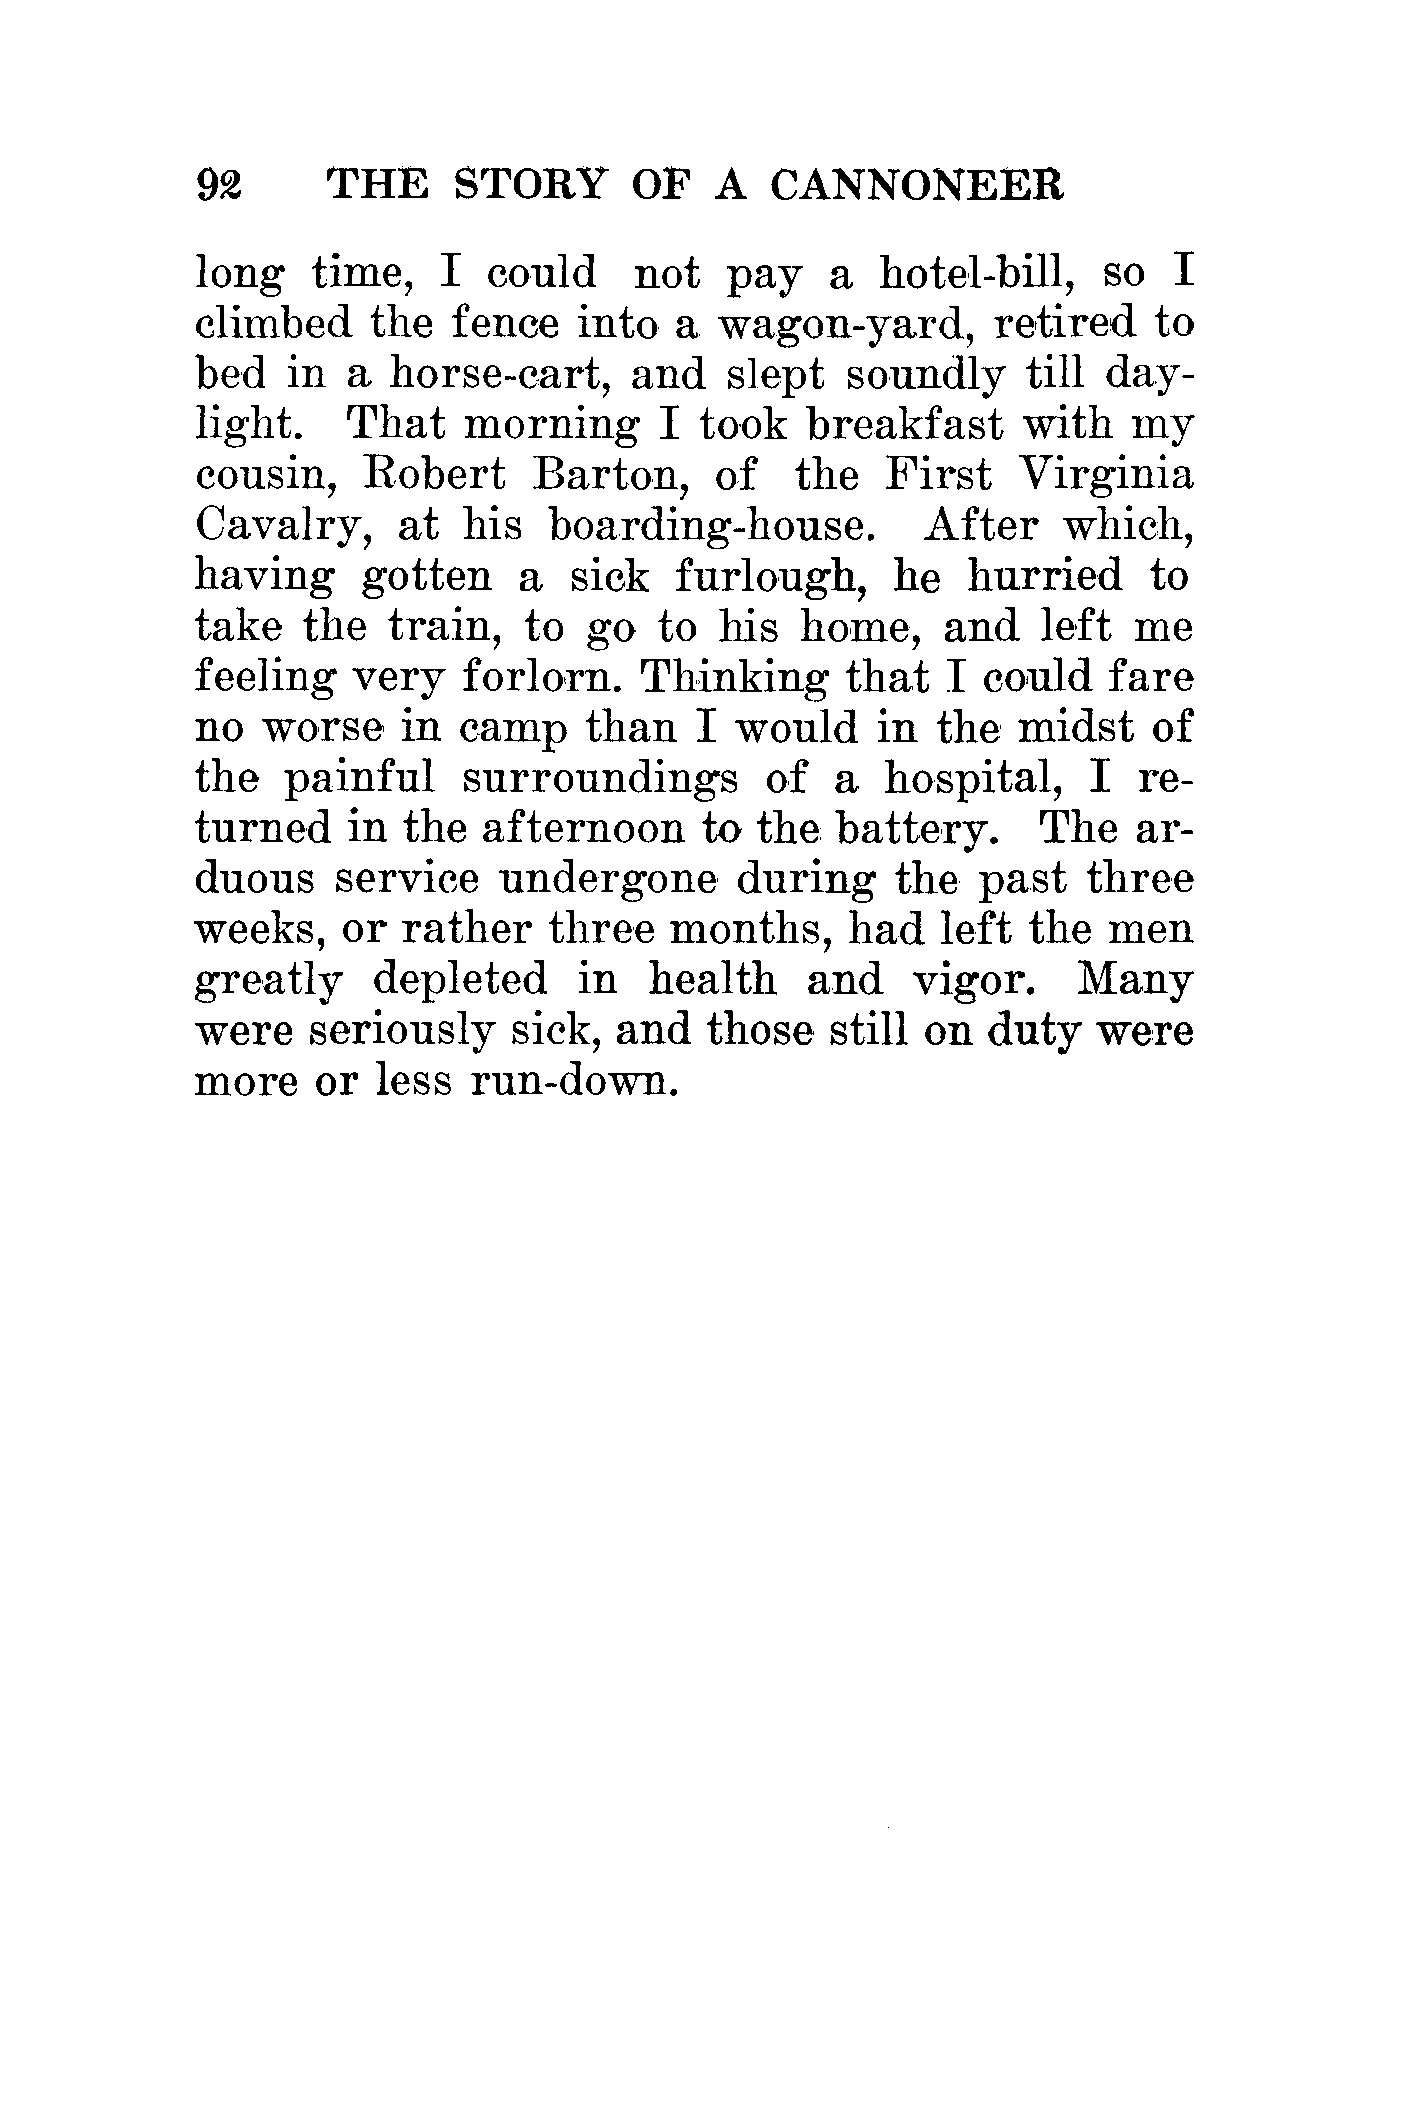 92 THE STORY OF A CANNONEER
long time, I could not pay a hotel-bill, so I
climbed the fence into a wagon-yard, retired to
bed in a horse-cart, and slept soundly till day-
light. That morning I took breakfast with my
cousin, Robert Barton, of the First Virginia
Cavalry, at his boarding-house. After which,
having gotten a sick furlough, he hurried to
take the train, to go to his home, and left me
feeling very forlorn. Thinking that I could fare
no worse in camp than I would in the midst of
the painful surroundings of a hospital, I re-
turned in the afternoon to the battery. The ar-
duous service undergone during the past three
weeks, or rather three months, had left the men
greatly depleted in health and vigor. Many
were seriously sick, and those still on duty were
more or less run-down.